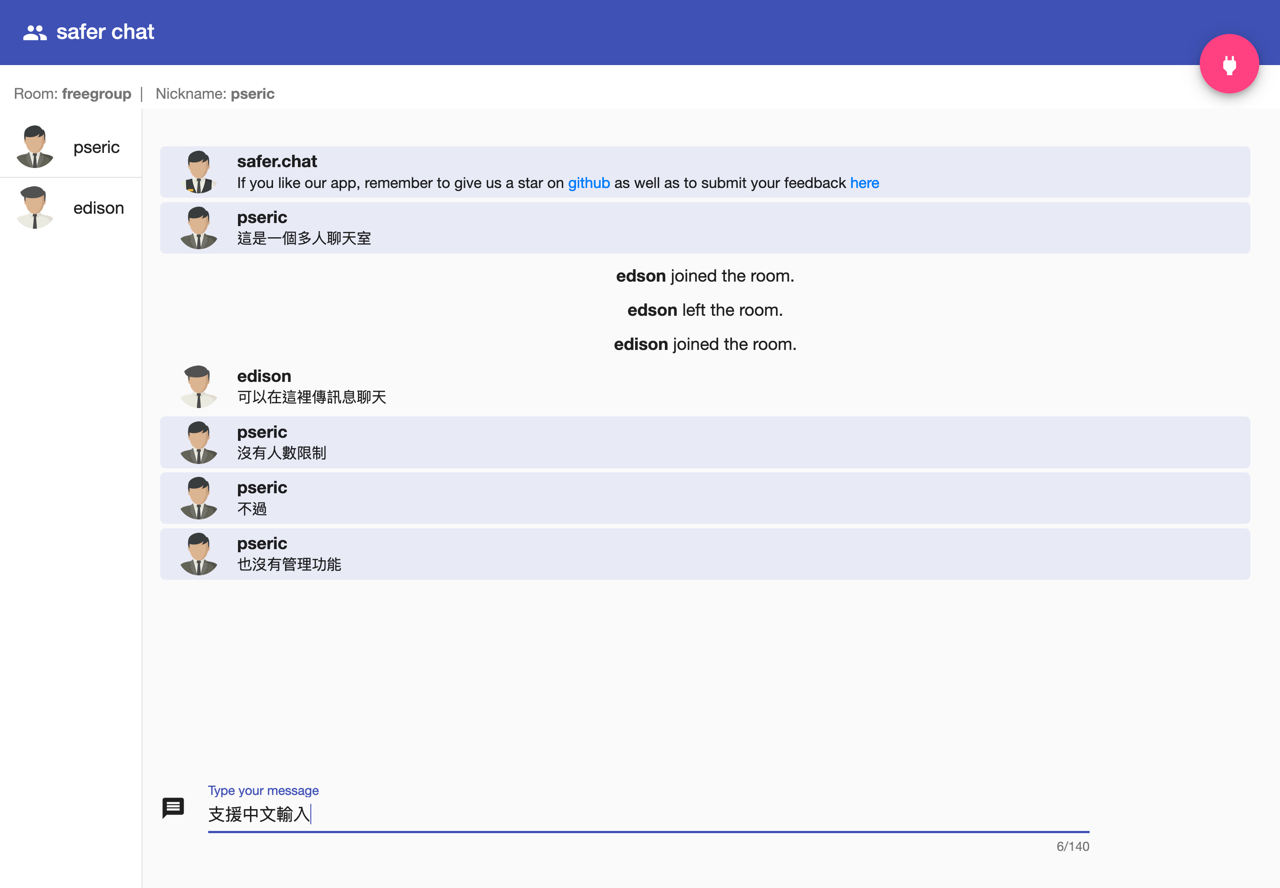 safer chat
Room: freegroup | Nickname: pseric
pseric
edison
safer.chat
If you like our app, remember to give us a star on github as well as to submit your feedback here
pseric
這是一個多人聊天室
edson joined the room.
edson left the room.
edison joined the room.
edison
可以在這裡傳訊息聊天
pseric
沒有人數限制
pseric
不過
pseric
也沒有管理功能
Type your message
支援中文輸入
6/140